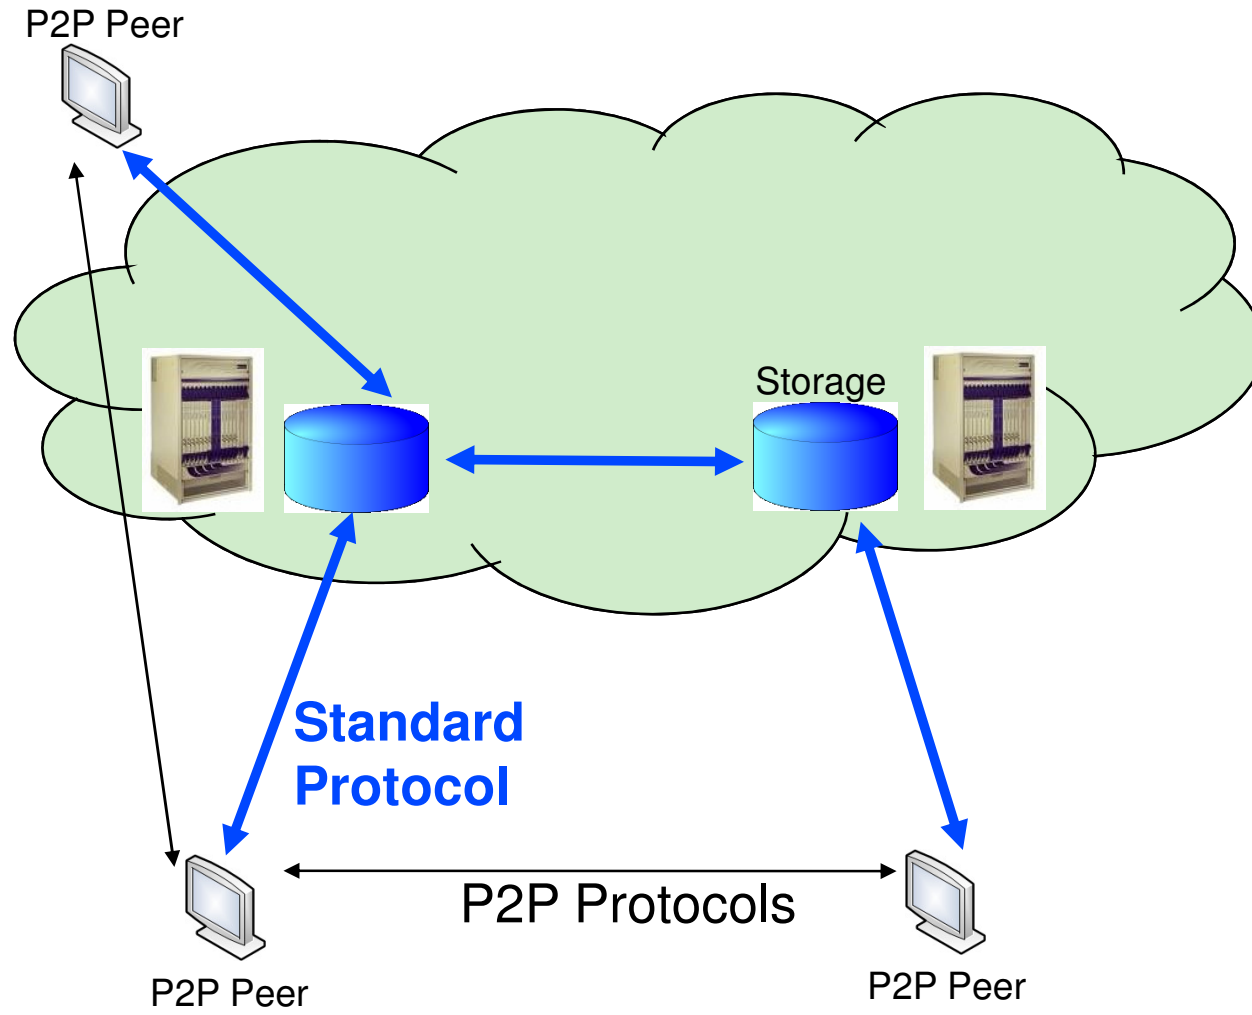 P2P Peer
Storage
Standard
Protocol
P2P Protocols
P2P Peer
P2P Peer